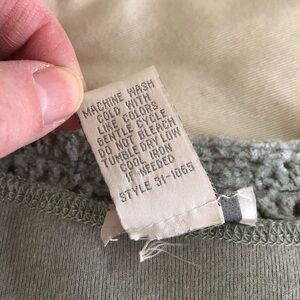 MACHINE WASH
COLD WITH
LIKE COLORS
GENTLE CYCLE
DO NOT BLEACH
TUMBLE DRY LOW
COOL IRON
IF NEEDED
STYLE 31-1065